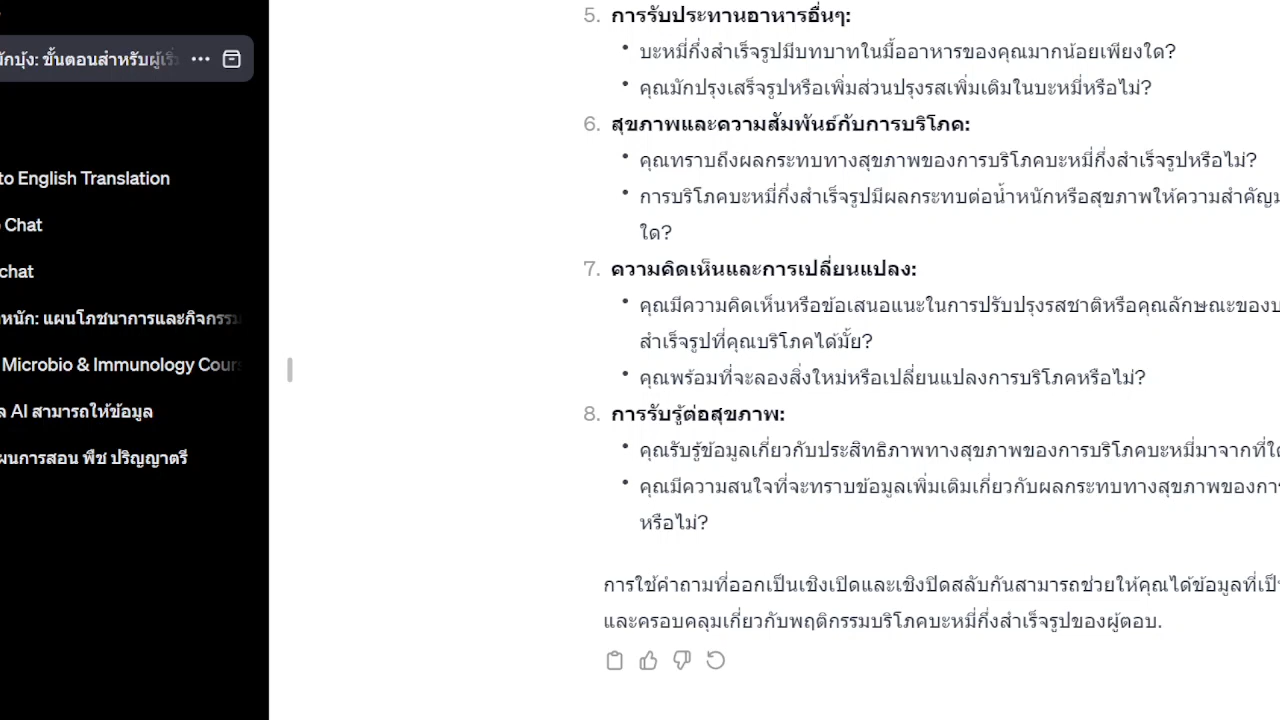 ักบุ้ง: ขั้นตอนสำหรับผู้เริ่
to English Translation
Chat
chat
หนัก: แผนโภชนาการและกิจกรรม
Microbio & Immunology Cour
AI สามารถให้ข้อมูล
ผนการสอน พืช ปริญญาตรี
5. การรับประทานอาหารอื่นๆ:
• บะหมี่กึ่งสำเร็จรูปมีบทบาทในมื้ออาหารของคุณมากน้อยเพียงใด?
• คุณมักปรุงเสร็จรูปหรือเพิ่มส่วนปรุงรสเพิ่มเติมในบะหมี่หรือไม่?
6. สุขภาพและความสัมพันธ์กับการบริโภค:
• คุณทราบถึงผลกระทบทางสุขภาพของการบริโภคบะหมี่กึ่งสำเร็จรูปหรือไม่?
• การบริโภคบะหมี่กึ่งสำเร็จรูปมีผลกระทบต่อน้ำหนักหรือสุขภาพให้ความสำคัญม
ใด?
7. ความคิดเห็นและการเปลี่ยนแปลง:
• คุณมีความคิดเห็นหรือข้อเสนอแนะในการปรับปรุงรสชาติหรือคุณลักษณะของบ
สำเร็จรูปที่คุณบริโภคได้มั้ย?
• คุณพร้อมที่จะลองสิ่งใหม่หรือเปลี่ยนแปลงการบริโภคหรือไม่?
8. การรับรู้ต่อสุขภาพ:
• คุณรับรู้ข้อมูลเกี่ยวกับประสิทธิภาพทางสุขภาพของการบริโภคบะหมี่มาจากที่ใด
• คุณมีความสนใจที่จะทราบข้อมูลเพิ่มเติมเกี่ยวกับผลกระทบทางสุขภาพของการ
หรือไม่?
การใช้คำถามที่ออกเป็นเชิงเปิดและเชิงปิดสลับกันสามารถช่วยให้คุณได้ข้อมูลที่เป็
และครอบคลุมเกี่ยวกับพฤติกรรมบริโภคบะหมี่กึ่งสำเร็จรูปของผู้ตอบ.